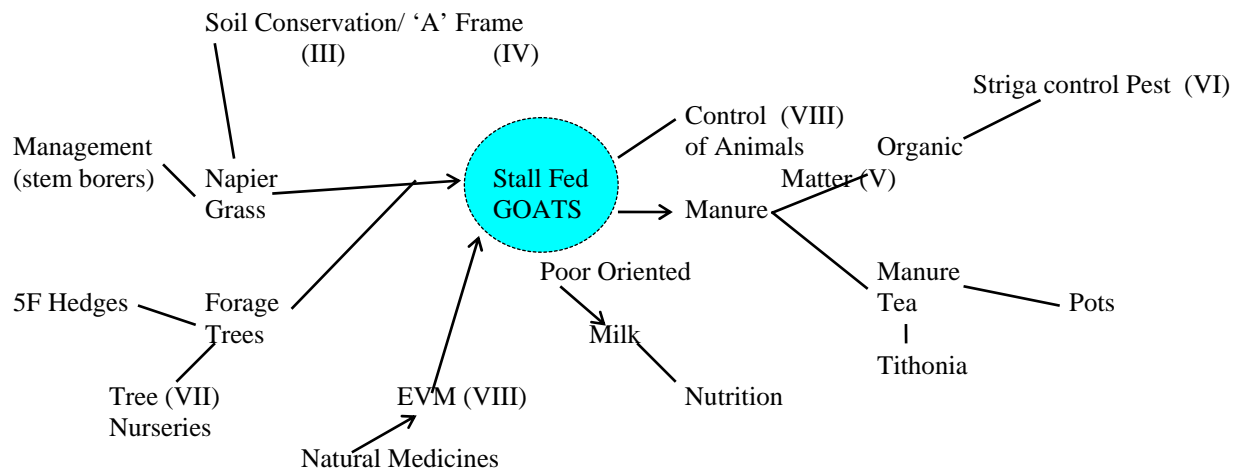 Soil Conservation/ ‘A’ Frame
(III) (IV)
Striga control Pest (VI)
Control (VIII)
of Animals
Organic
Matter (V)
Management
(stem borers)
Napier
Grass
Stall Fed
GOATS
Manure
Poor Oriented
Milk
Nutrition
Manure
Tea
Tithonia
Pots
5F Hedges
Forage
Trees
Tree (VII)
Nurseries
EVM (VIII)
Natural Medicines